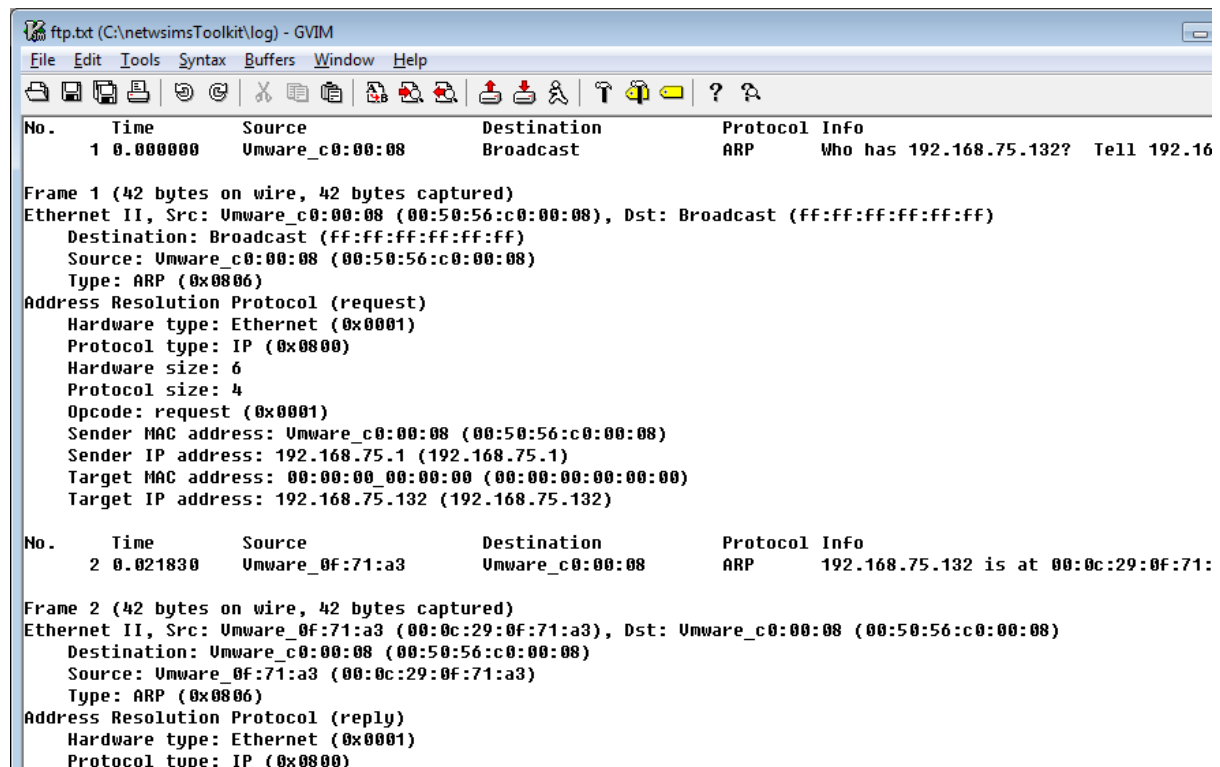 ftp.txt (C:\netwsimsToolkit\log) - GVIM
File Edit Tools Syntax Buffers Window Help
No.     Time        Source                Destination           Protocol Info
      1 0.000000    Vmware_c0:00:08       Broadcast             ARP      Who has 192.168.75.132?  Tell 192.16
Frame 1 (42 bytes on wire, 42 bytes captured)
Ethernet II, Src: Vmware_c0:00:08 (00:50:56:c0:00:08), Dst: Broadcast (ff:ff:ff:ff:ff:ff)
    Destination: Broadcast (ff:ff:ff:ff:ff:ff)
    Source: Vmware_c0:00:08 (00:50:56:c0:00:08)
    Type: ARP (0x0806)
Address Resolution Protocol (request)
    Hardware type: Ethernet (0x0001)
    Protocol type: IP (0x0800)
    Hardware size: 6
    Protocol size: 4
    Opcode: request (0x0001)
    Sender MAC address: Vmware_c0:00:08 (00:50:56:c0:00:08)
    Sender IP address: 192.168.75.1 (192.168.75.1)
    Target MAC address: 00:00:00_00:00:00 (00:00:00:00:00:00)
    Target IP address: 192.168.75.132 (192.168.75.132)
No.     Time        Source                Destination           Protocol Info
      2 0.021830    Vmware_0f:71:a3       Vmware_c0:00:08       ARP      192.168.75.132 is at 00:0c:29:0f:71:
Frame 2 (42 bytes on wire, 42 bytes captured)
Ethernet II, Src: Vmware_0f:71:a3 (00:0c:29:0f:71:a3), Dst: Vmware_c0:00:08 (00:50:56:c0:00:08)
    Destination: Vmware_c0:00:08 (00:50:56:c0:00:08)
    Source: Vmware_0f:71:a3 (00:0c:29:0f:71:a3)
    Type: ARP (0x0806)
Address Resolution Protocol (reply)
    Hardware type: Ethernet (0x0001)
    Protocol type: IP (0x0800)